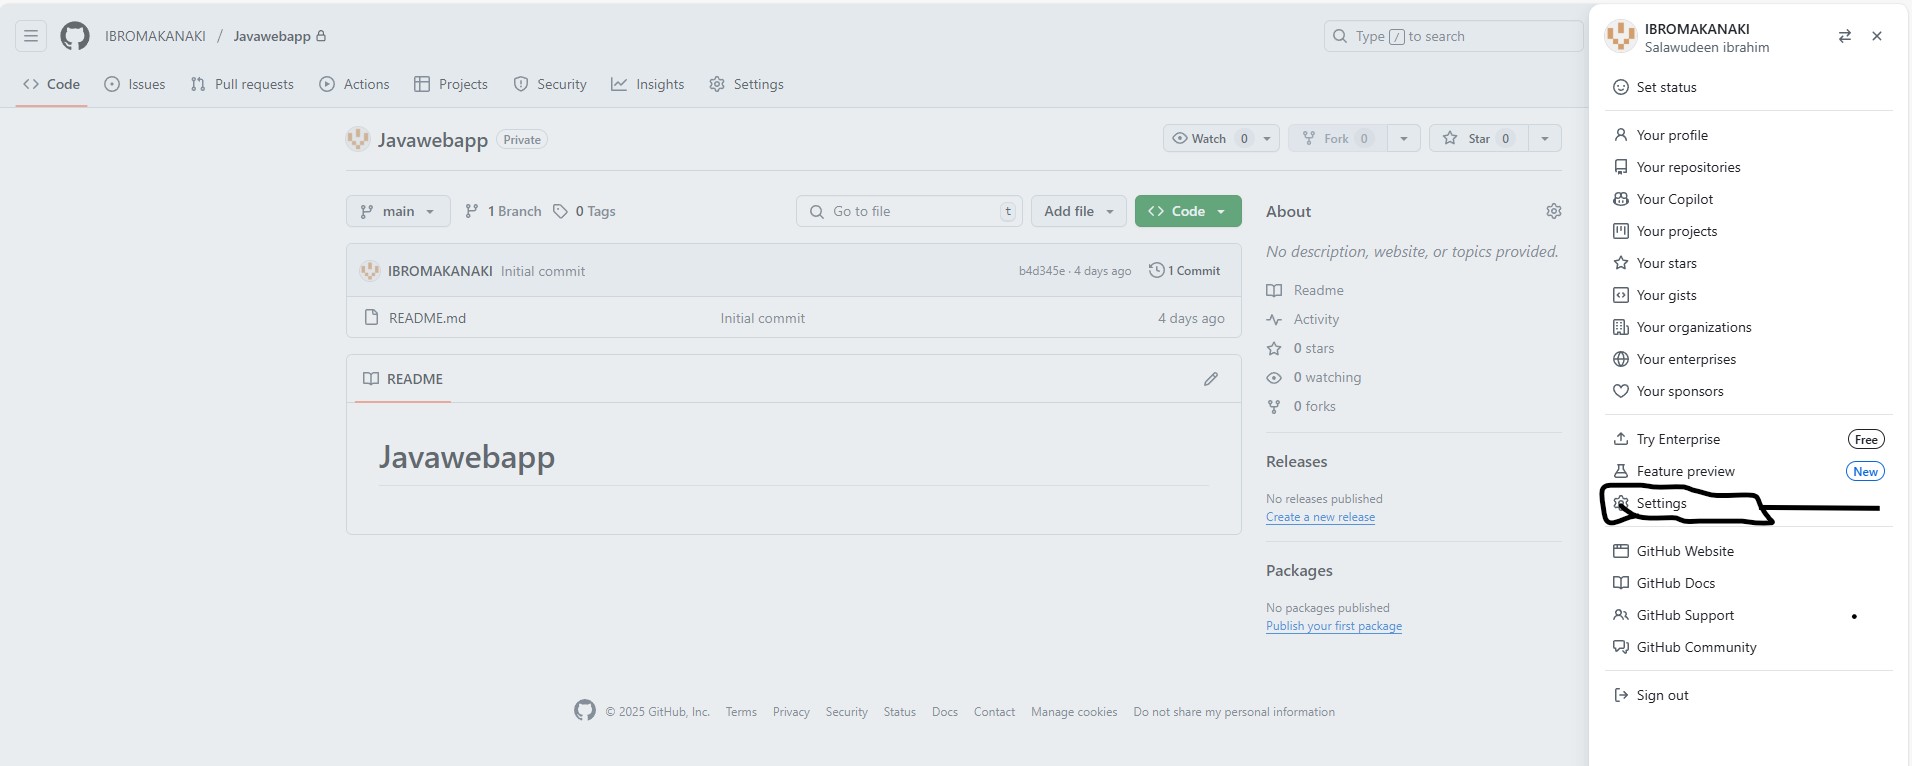 IBROMAKANAKI / Javawebapp
Type / to search
Code Issues Pull requests Actions Projects Security Insights Settings
Javawebapp Private
Watch 0 Fork 0 Star 0
main 1 Branch 0 Tags Go to file t Add file Code
IBROMAKANAKI Initial commit b4d345e · 4 days ago 1 Commit
README.md Initial commit 4 days ago
README
Javawebapp
About
No description, website, or topics provided.
Readme
Activity
0 stars
0 watching
0 forks
Releases
No releases published
Create a new release
Packages
No packages published
Publish your first package
© 2025 GitHub, Inc. Terms Privacy Security Status Docs Contact Manage cookies Do not share my personal information
IBROMAKANAKI
Salawudeen ibrahim
Set status
Your profile
Your repositories
Your Copilot
Your projects
Your stars
Your gists
Your organizations
Your enterprises
Your sponsors
Try Enterprise Free
Feature preview New
Settings
GitHub Website
GitHub Docs
GitHub Support
GitHub Community
Sign out